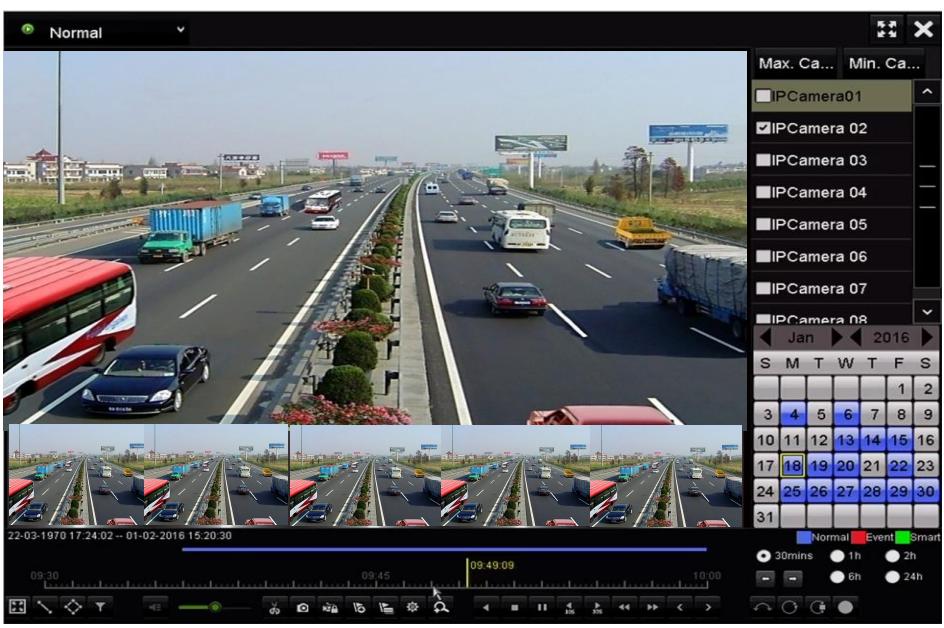 Normal
Max. Ca... Min. Ca...
IPCamera01
IPCamera 02
IPCamera 03
IPCamera 04
IPCamera 05
IPCamera 06
IPCamera 07
IPCamera 08
Jan 2016
S M T W T F S
1 2
3 4 5 6 7 8 9
10 11 12 13 14 15 16
17 18 19 20 21 22 23
24 25 26 27 28 29 30
31
22-03-1970 17:24:02 -- 01-02-2016 15:20:30
Normal Event Smart
30mins 1h 2h
6h 24h
09:49:09
09:30 09:45 10:00
30S 30S